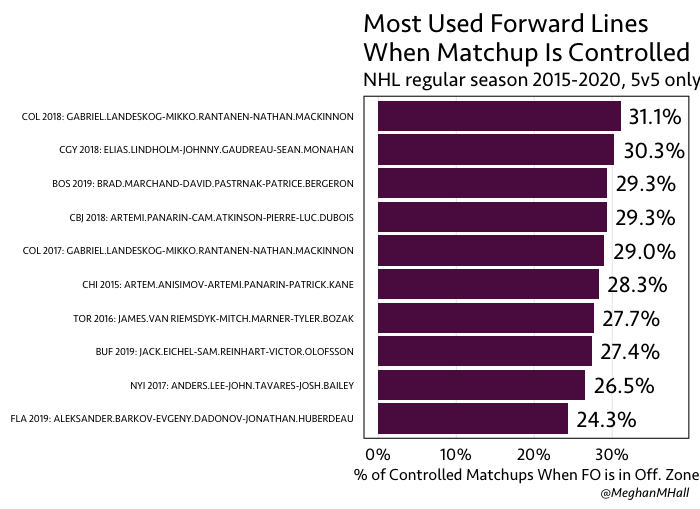 Most Used Forward Lines
When Matchup Is Controlled
NHL regular season 2015-2020, 5v5 only
COL 2018: GABRIEL.LANDESKOG-MIKKO.RANTANEN-NATHAN.MACKINNON 31.1%
CGY 2018: ELIAS.LINDHOLM-JOHNNY.GAUDREAU-SEAN.MONAHAN 30.3%
BOS 2019: BRAD.MARCHAND-DAVID.PASTRNAK-PATRICE.BERGERON 29.3%
CBJ 2018: ARTEMI.PANARIN-CAM.ATKINSON-PIERRE-LUC.DUBOIS 29.3%
COL 2017: GABRIEL.LANDESKOG-MIKKO.RANTANEN-NATHAN.MACKINNON 29.0%
CHI 2015: ARTEM.ANISIMOV-ARTEMI.PANARIN-PATRICK.KANE 28.3%
TOR 2016: JAMES.VAN RIEMSDYK-MITCH.MARNER-TYLER.BOZAK 27.7%
BUF 2019: JACK.EICHEL-SAM.REINHART-VICTOR.OLOFSSON 27.4%
NYI 2017: ANDERS.LEE-JOHN.TAVARES-JOSH.BAILEY 26.5%
FLA 2019: ALEKSANDER.BARKOV-EVGENY.DADONOV-JONATHAN.HUBERDEAU 24.3%
0% 10% 20% 30%
% of Controlled Matchups When FO is in Off. Zone
@MeghanMHall